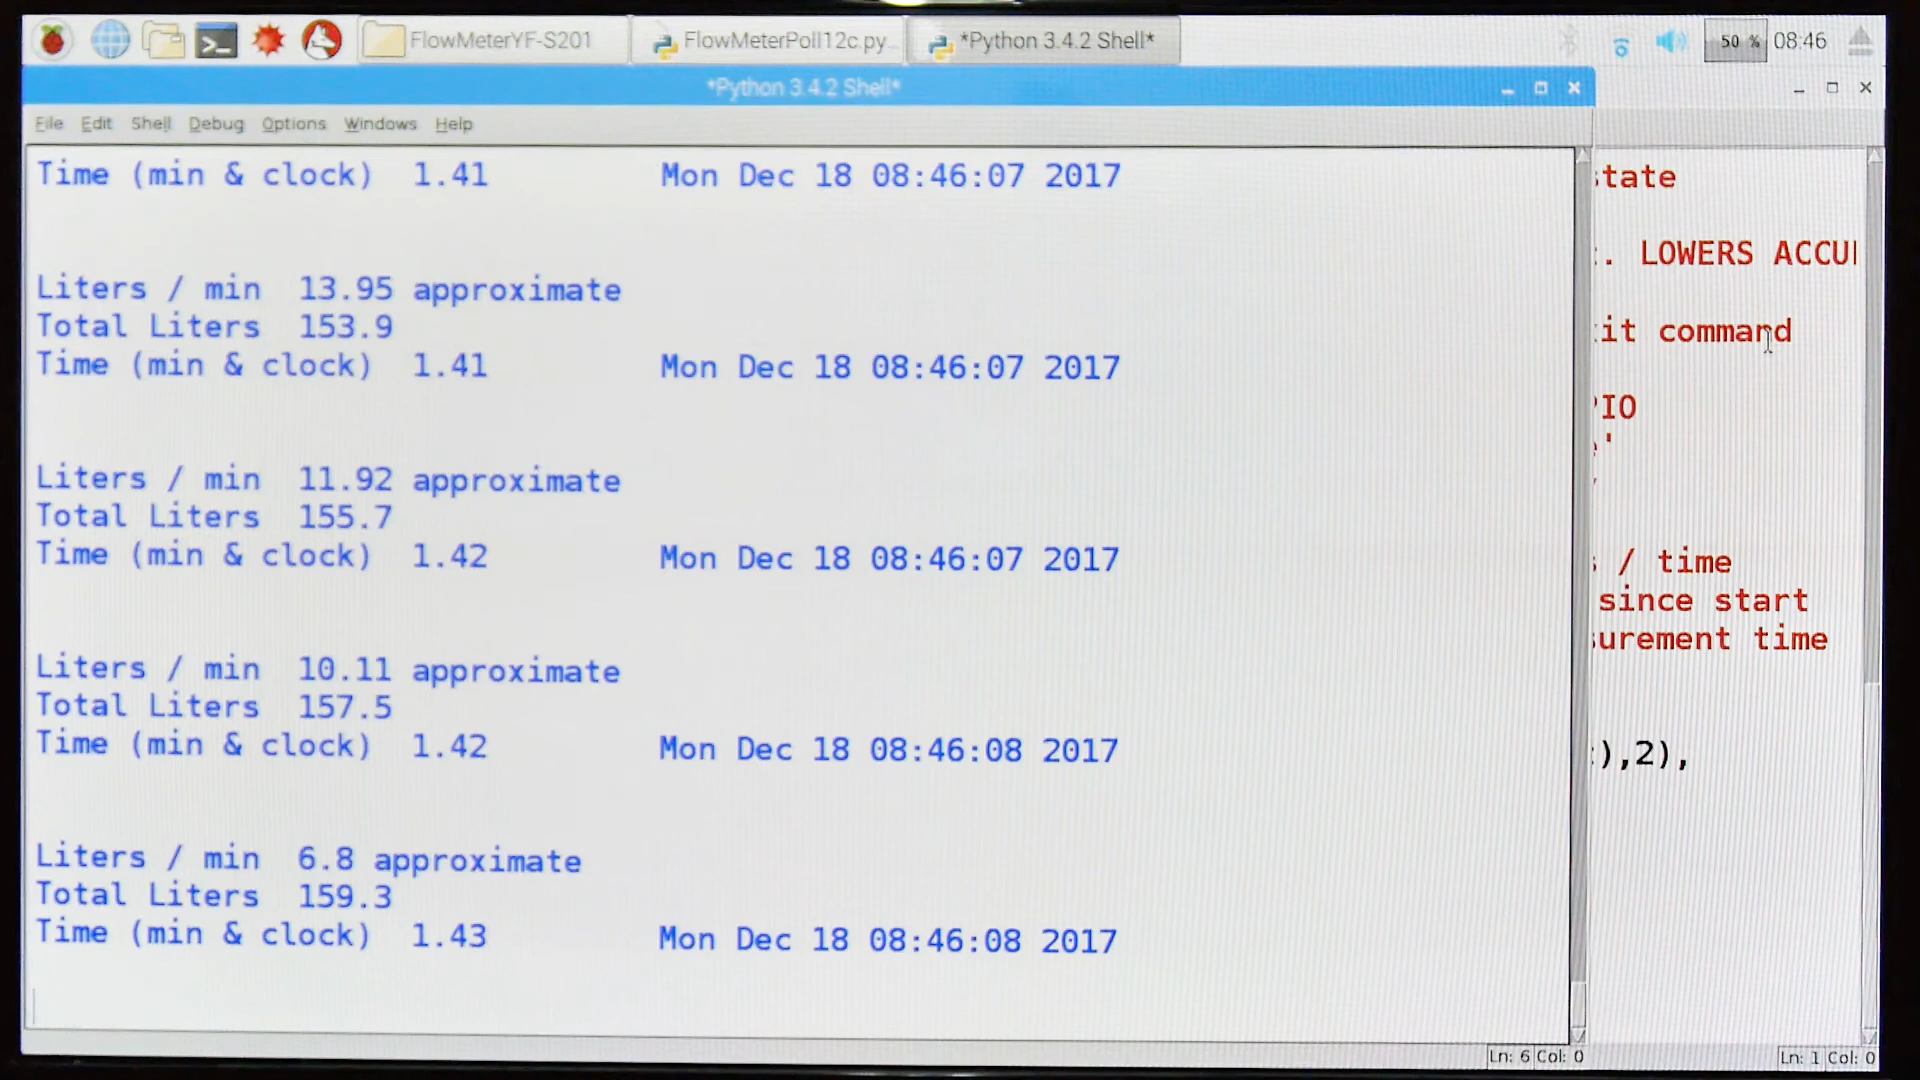 FlowMeterYF-S201
FlowMeterPoll12c.py...
*Python 3.4.2 Shell*
50 %
08:46
*Python 3.4.2 Shell*
File Edit Shell Debug Options Windows Help
Time (min & clock) 1.41 Mon Dec 18 08:46:07 2017
Liters / min 13.95 approximate
Total Liters 153.9
Time (min & clock) 1.41 Mon Dec 18 08:46:07 2017
Liters / min 11.92 approximate
Total Liters 155.7
Time (min & clock) 1.42 Mon Dec 18 08:46:07 2017
Liters / min 10.11 approximate
Total Liters 157.5
Time (min & clock) 1.42 Mon Dec 18 08:46:08 2017
Liters / min 6.8 approximate
Total Liters 159.3
Time (min & clock) 1.43 Mon Dec 18 08:46:08 2017
Ln: 6 Col: 0
state
. LOWERS ACCU
it command
PIO
/ time
since start
surement time
),2),
Ln: 1 Col: 0